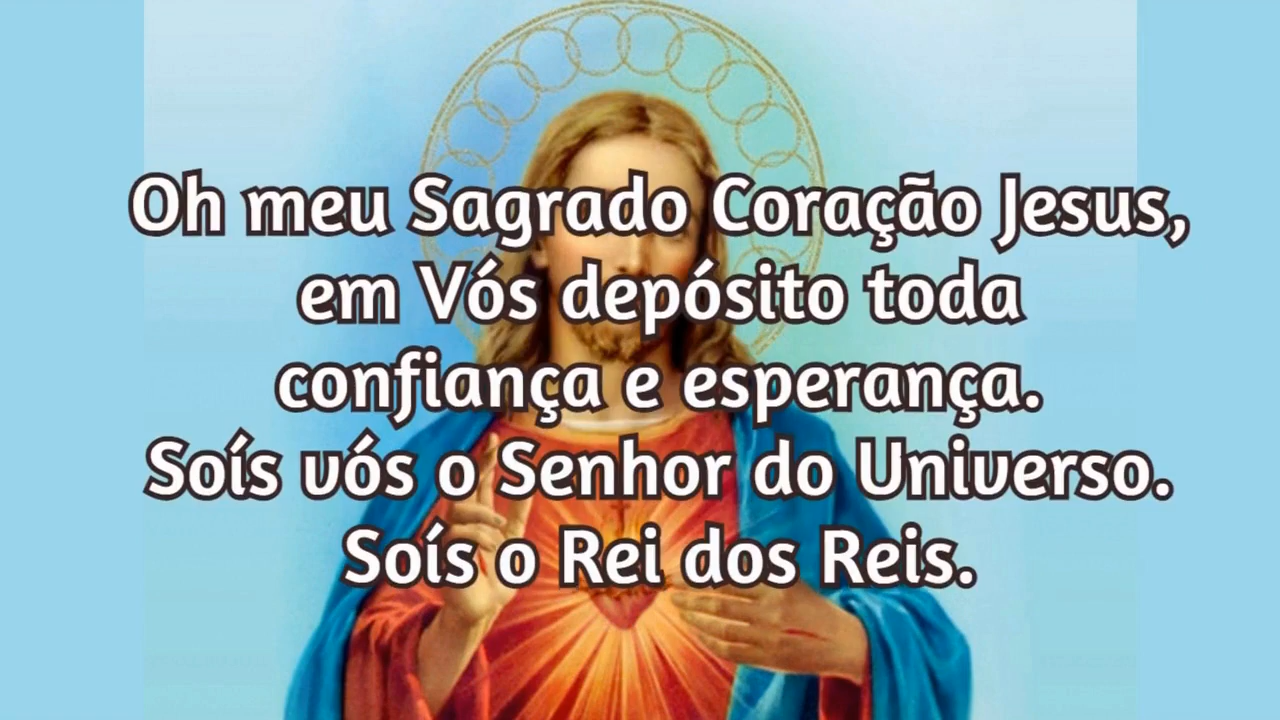 Oh meu Sagrado Coração Jesus,
em Vós depósito toda
confiança e esperança.
Soís vós o Senhor do Universo.
Soís o Rei dos Reis.